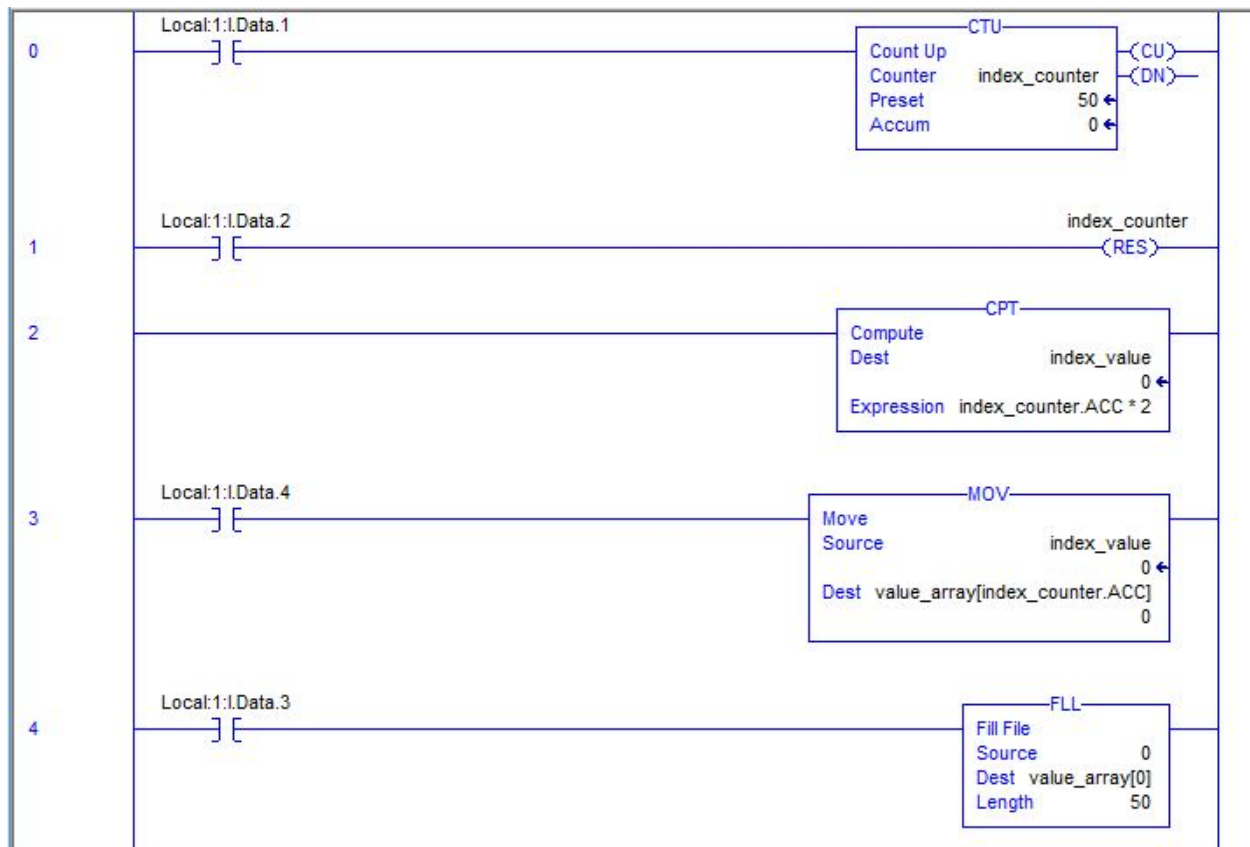 Local:1:I.Data.1
CTU
0
Count Up
CU
Counter index_counter
DN
Preset 50
Accum 0
Local:1:I.Data.2
index_counter
1
RES
CPT
2
Compute
Dest index_value
0
Expression index_counter.ACC * 2
Local:1:I.Data.4
MOV
3
Move
Source index_value
0
Dest value_array[index_counter.ACC]
0
Local:1:I.Data.3
FLL
4
Fill File
Source 0
Dest value_array[0]
Length 50